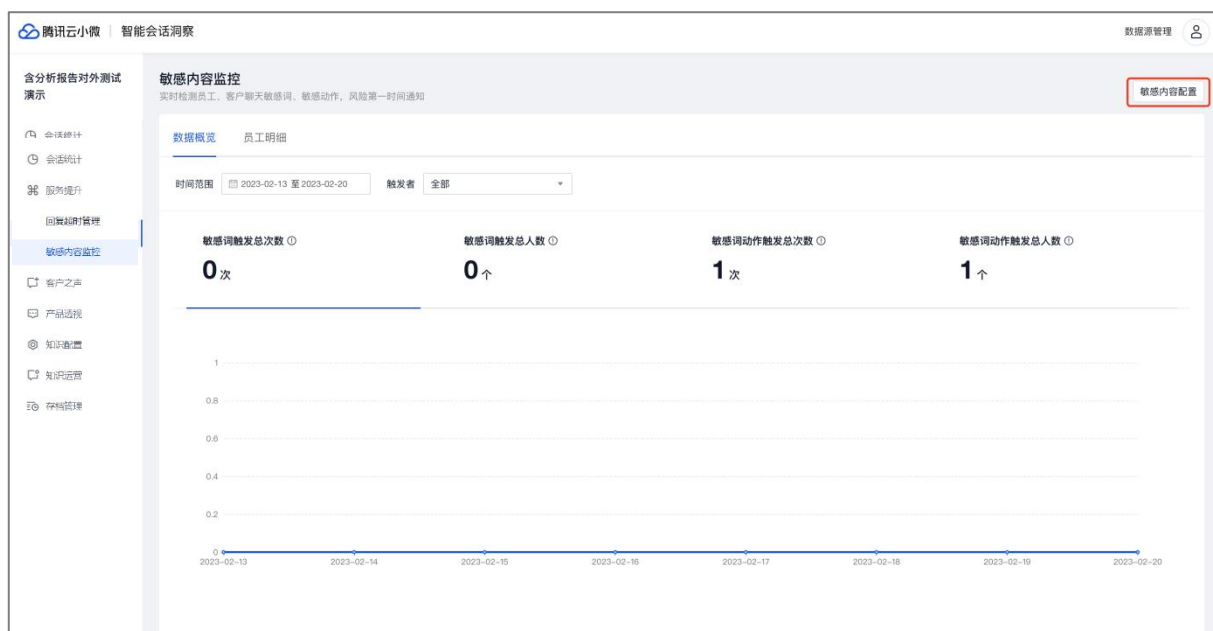 腾讯云小微 | 智能会话洞察
数据源管理
含分析报告对外测试
演示
会话统计
会话统计
服务提升
回复超时管理
敏感内容监控
客户之声
产品透视
知识配置
知识运营
存档管理
敏感内容监控
实时检测员工、客户聊天敏感词、敏感动作，风险第一时间通知
敏感内容配置
数据概览 员工明细
时间范围 2023-02-13 至 2023-02-20 触发者 全部
敏感词触发总次数 敏感词触发总人数 敏感词动作触发总次数 敏感词动作触发总人数
0 次 0 个 1 次 1 个
1
0.8
0.6
0.4
0.2
0
2023-02-13 2023-02-14 2023-02-15 2023-02-16 2023-02-17 2023-02-18 2023-02-19 2023-02-20